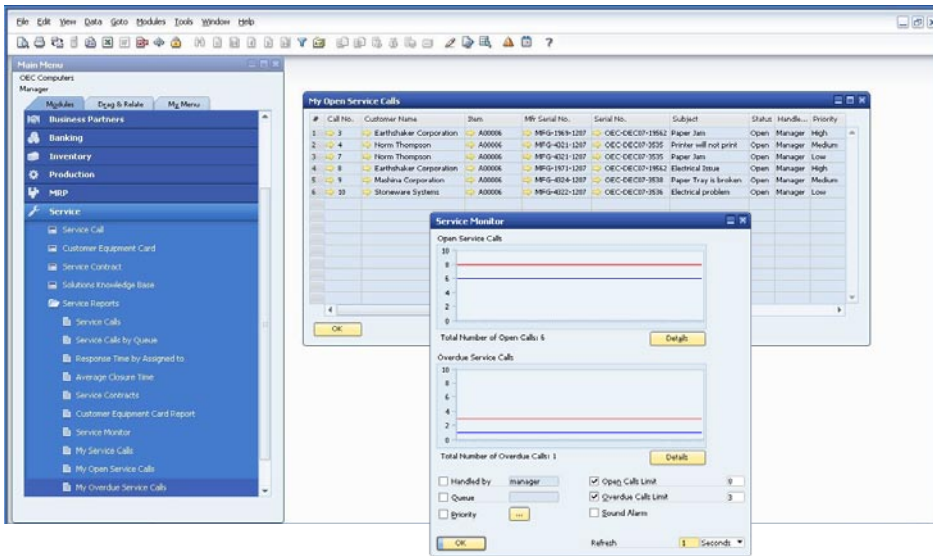 File Edit View Data Goto Modules Tools Window Help
Main Menu
OEC Computers
Manager
Modules Drag & Relate My Menu
Business Partners
Banking
Inventory
Production
MRP
Service
Service Call
Customer Equipment Card
Service Contract
Solutions Knowledge Base
Service Reports
Service Calls
Service Calls by Queue
Response Time by Assigned to
Average Closure Time
Service Contracts
Customer Equipment Card Report
Service Monitor
My Service Calls
My Open Service Calls
My Overdue Service Calls
My Open Service Calls
# Call No. Customer Name Item Mfr Serial No. Serial No. Subject Status Handle... Priority
1 3 Earthshaker Corporation A00006 MFG-1969-1207 OEC-DEC07-19562 Paper Jam Open Manager High
2 4 Norm Thompson A00006 MFG-4321-1207 OEC-DEC07-3535 Printer will not print Open Manager Medium
3 7 Norm Thompson A00006 MFG-4321-1207 OEC-DEC07-3535 Paper Jam Open Manager Low
4 8 Earthshaker Corporation A00006 MFG-1971-1207 OEC-DEC07-19562 Electrical Issue Open Manager High
5 9 Mashina Corporation A00006 MFG-4324-1207 OEC-DEC07-3538 Paper Tray is broken Open Manager Medium
6 10 Stoneware Systems A00006 MFG-4322-1207 OEC-DEC07-3536 Electrical problem Open Manager Low
OK
Service Monitor
Open Service Calls
10
8
6
4
2
0
Total Number of Open Calls: 6 Details
Overdue Service Calls
10
8
6
4
2
0
Total Number of Overdue Calls: 1 Details
Handled by manager Open Calls Limit 8
Queue Overdue Calls Limit 3
Priority ... Sound Alarm
OK Refresh 1 Seconds